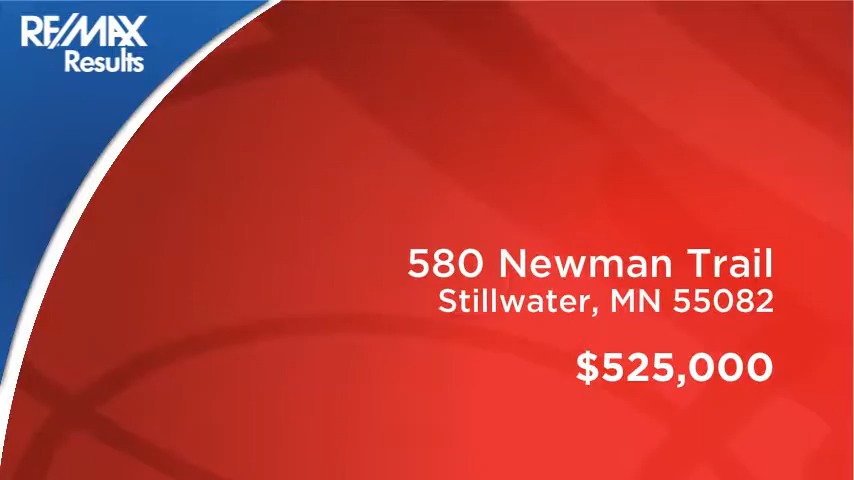 RE/MAX
Results
580 Newman Trail
Stillwater, MN 55082
$525,000